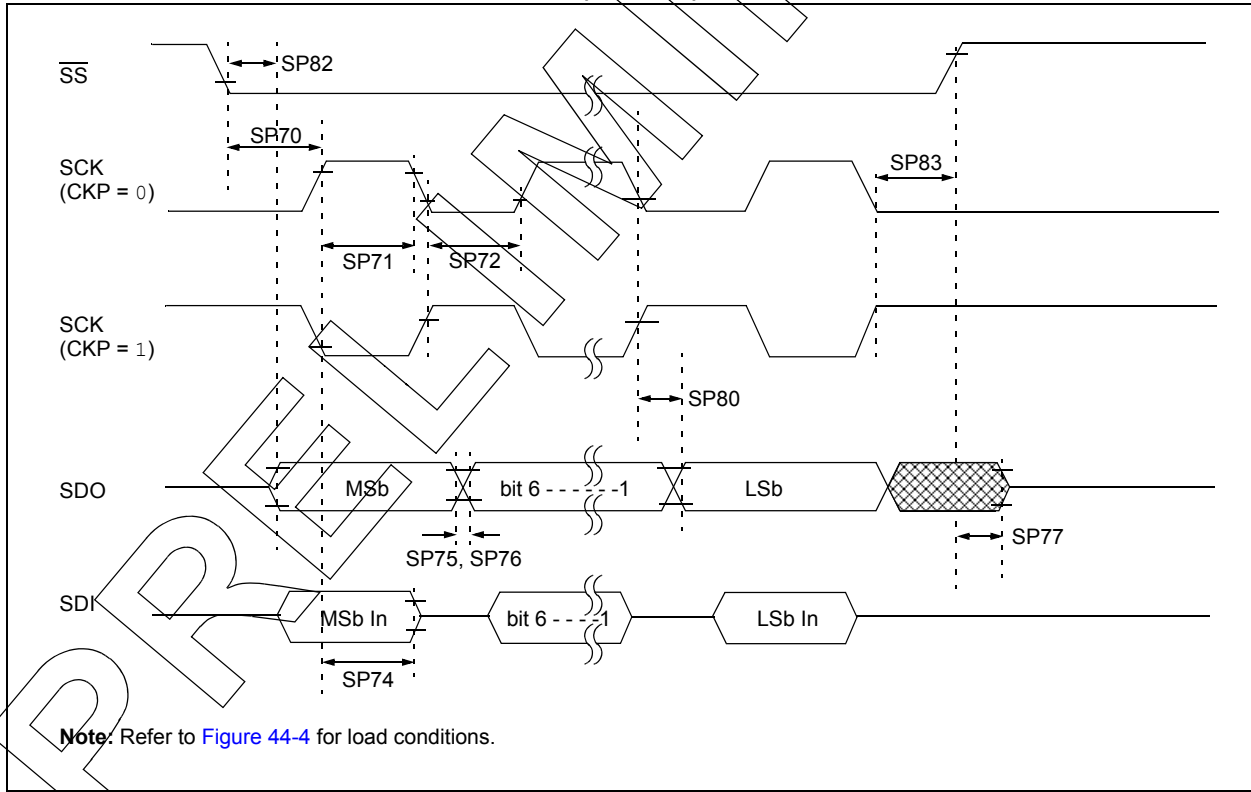 SS
SP82
SP70
SCK
(CKP = 0)
SP83
SP71
SP72
SCK
(CKP = 1)
SP80
SDO
MSb
bit 6 - - - - - -1
LSb
SP75, SP76
SP77
SDI
MSb In
bit 6 - - - -1
LSb In
SP74
Note: Refer to Figure 44-4 for load conditions.
PRELIMIN